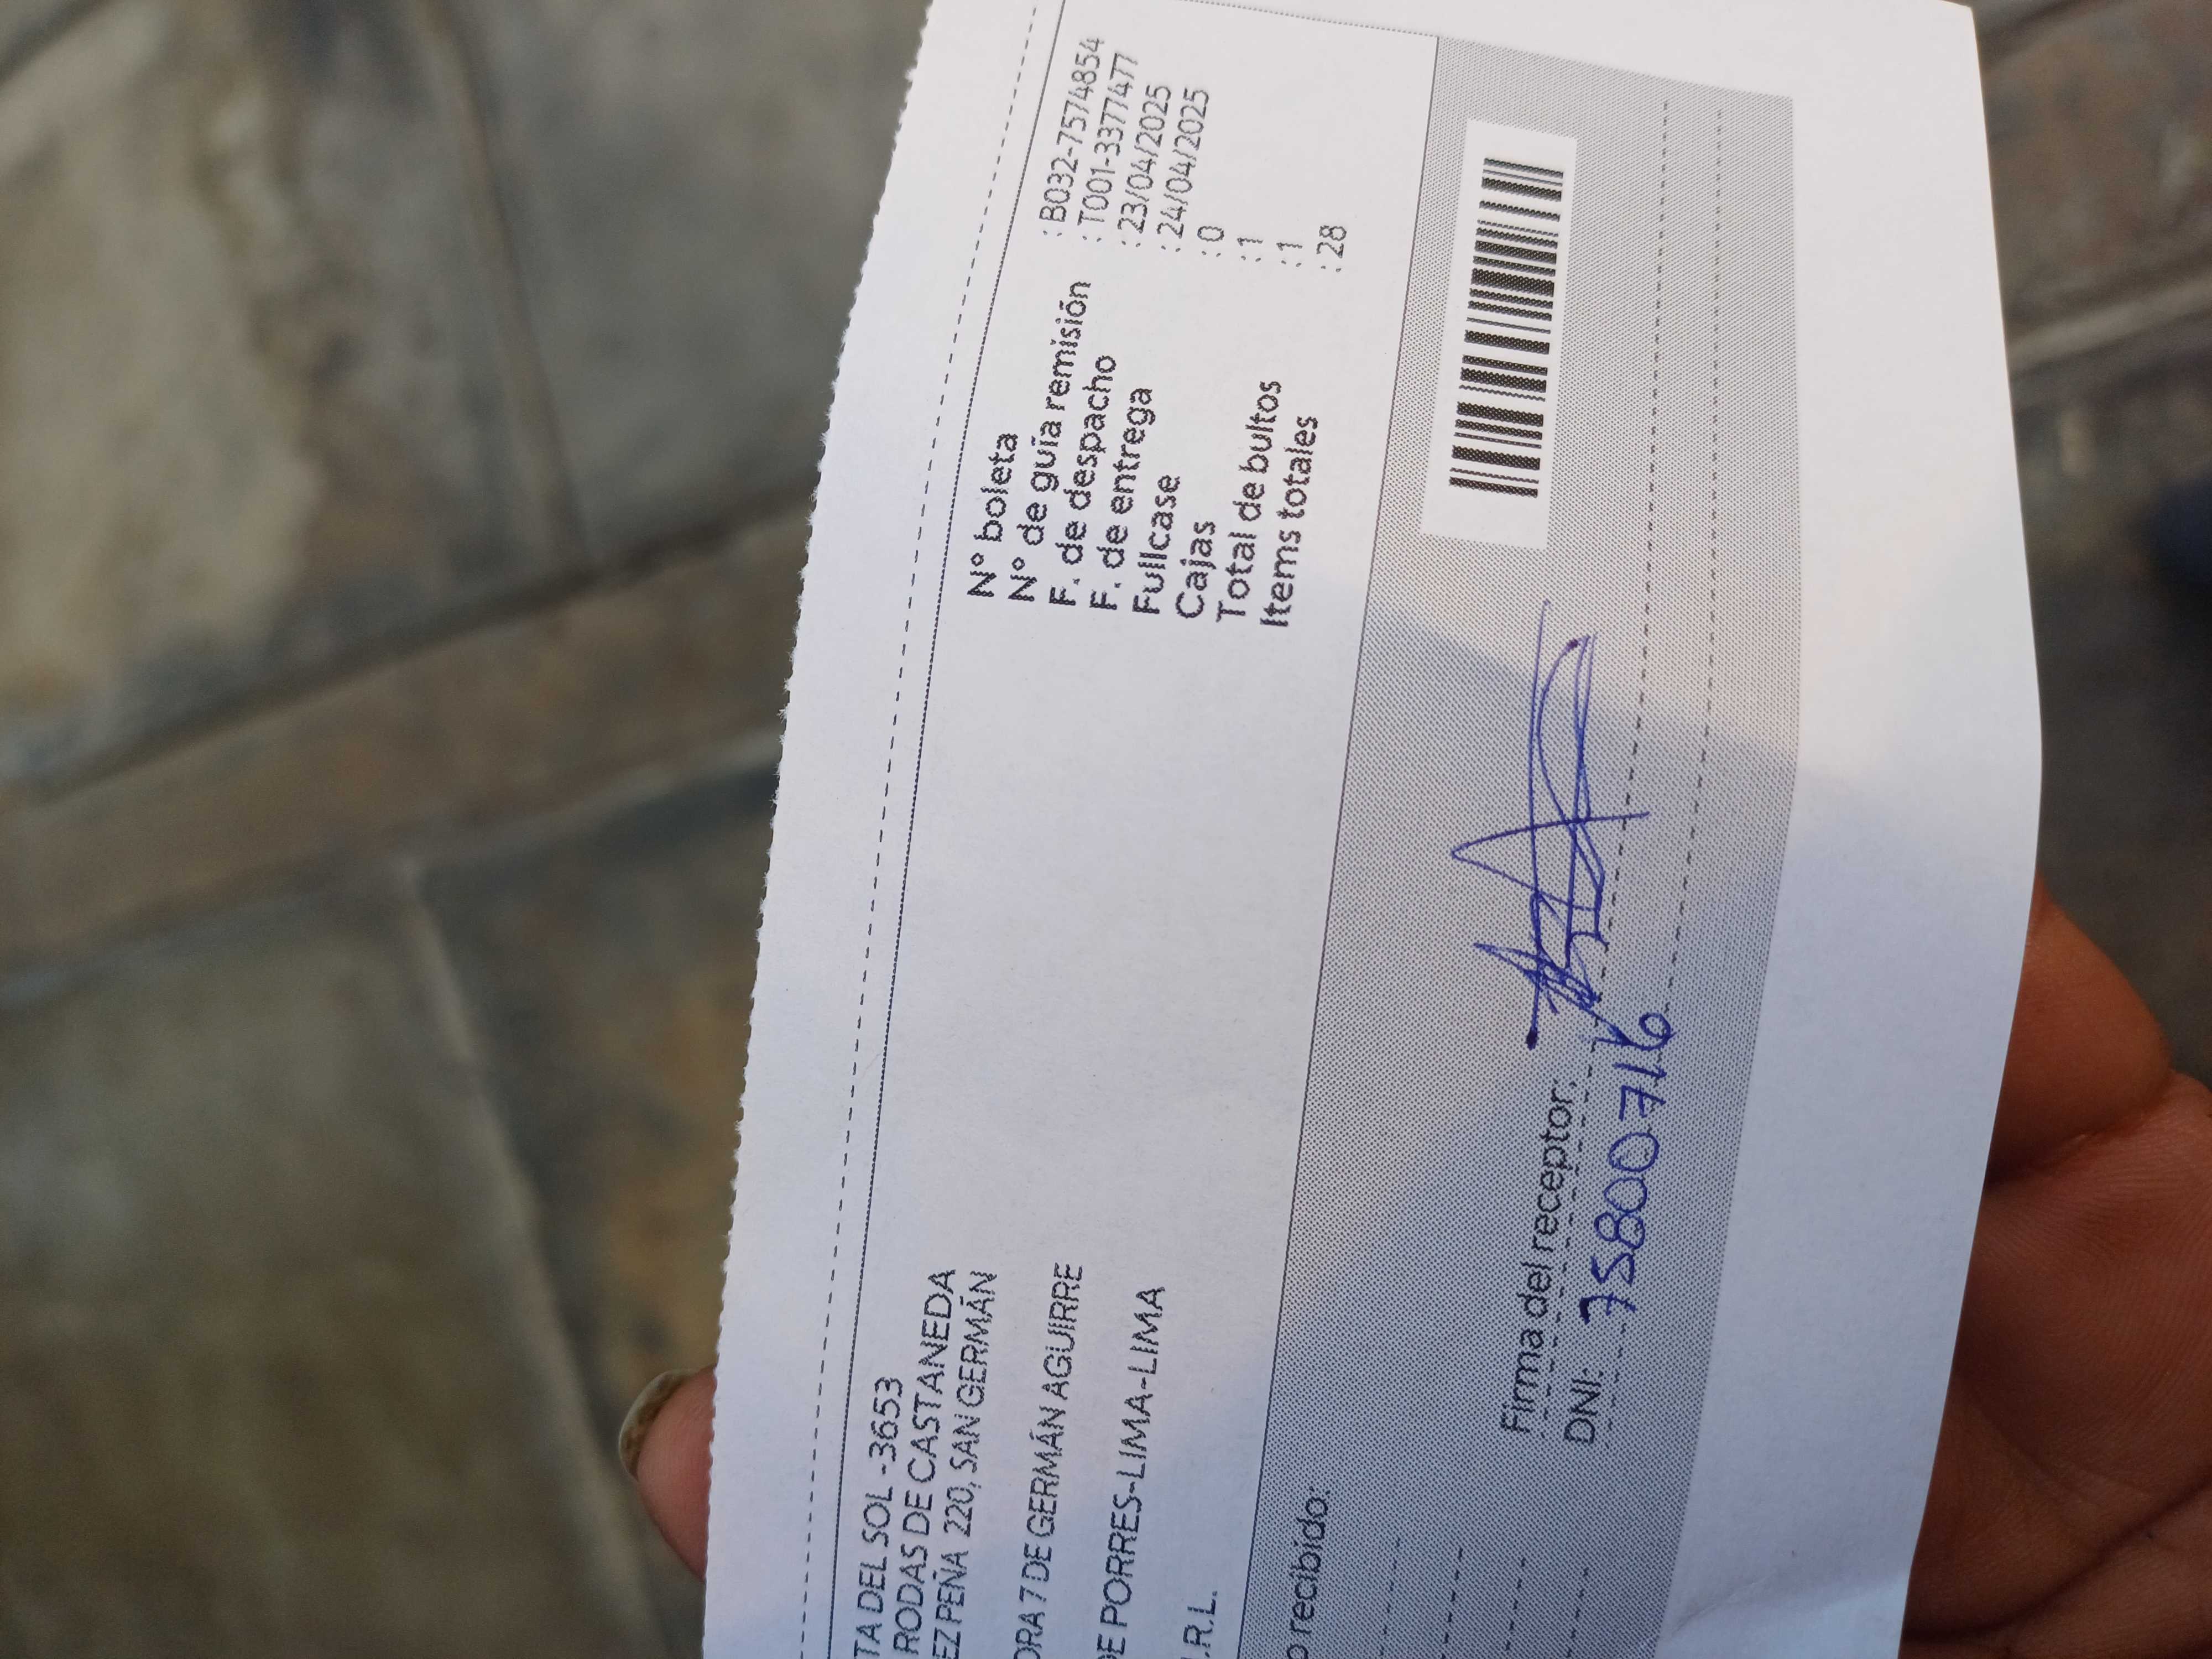 TA DEL SOL -3653
RODAS DE CASTANEDA
EZ PEÑA 220, SAN GERMÁN
DRA 7 DE GERMÁN AGUIRRE
DE PORRES-LIMA-LIMA
.R.L.
N° boleta : B032-7574854
N° de guía remisión : T001-3377477
F. de despacho : 23/04/2025
F. de entrega : 24/04/2025
Fullcase : 0
Cajas : 1
Total de bultos : 1
Items totales : 28
o recibido:
Firma del receptor:
DNI: 75800716